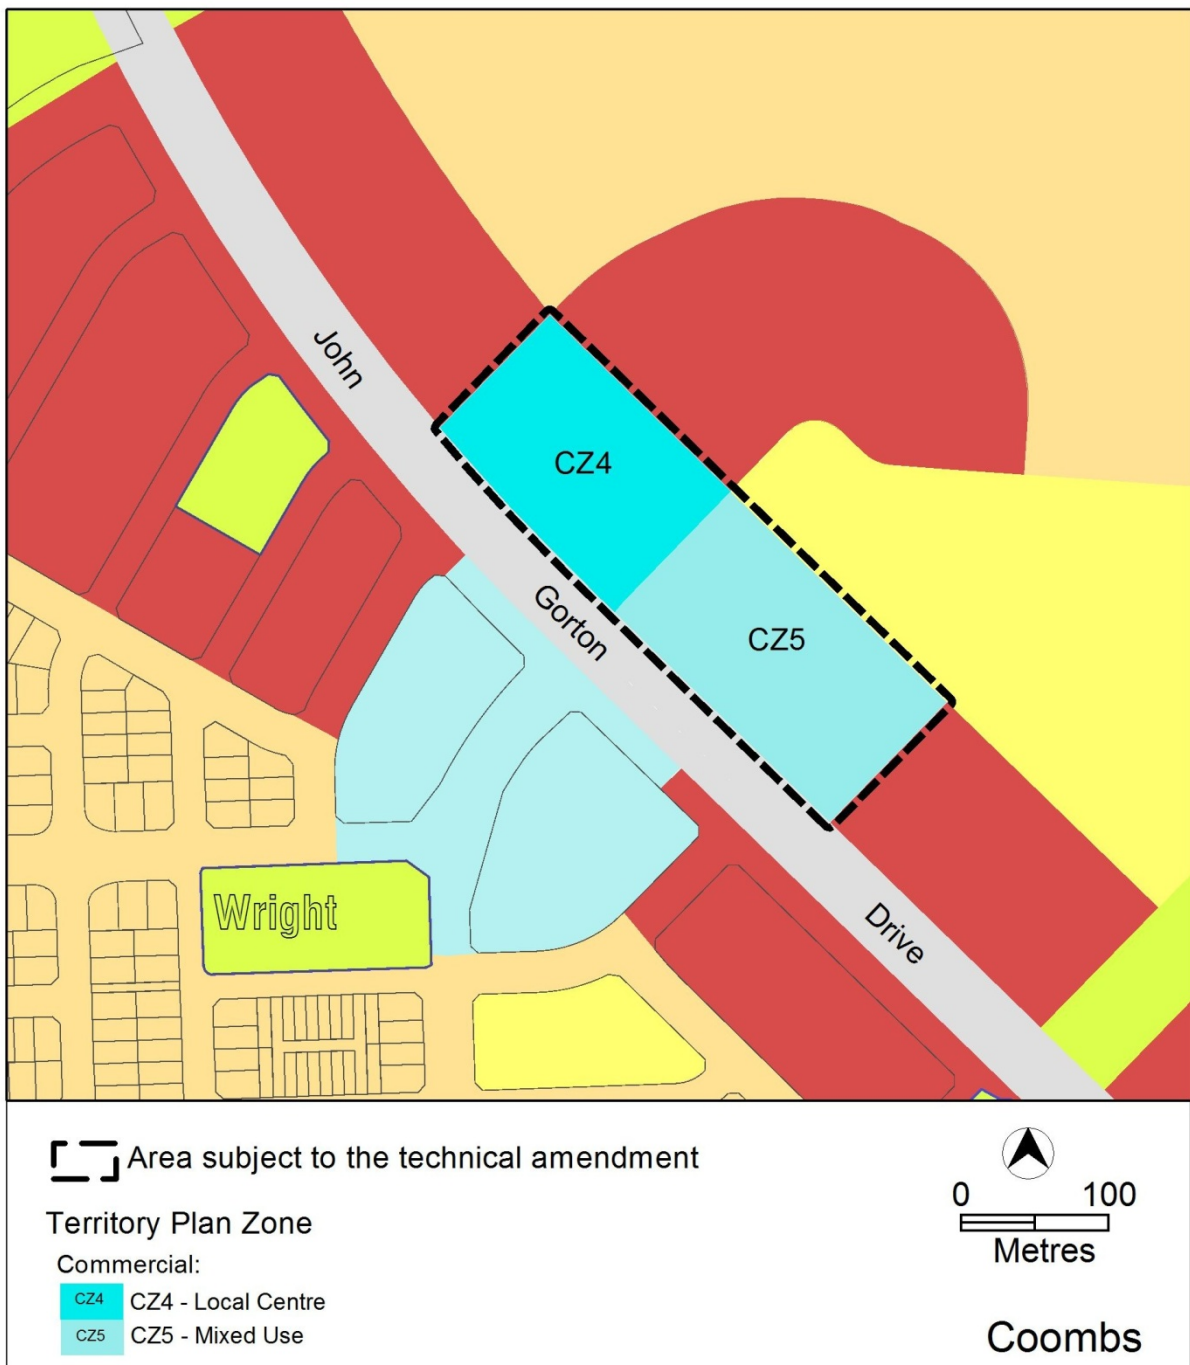 John
CZ4
Gorton
CZ5
Wright
Drive
Area subject to the technical amendment
0 100
Metres
Territory Plan Zone
Commercial:
CZ4 CZ4 - Local Centre
CZ5 CZ5 - Mixed Use
Coombs